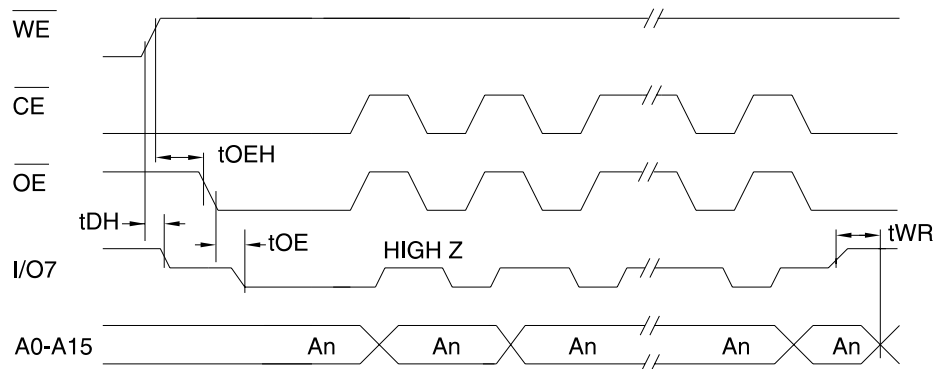 WE
CE
tOEH
OE
tDH
tOE
tWR
HIGH Z
I/O7
A0-A15 An An An An An